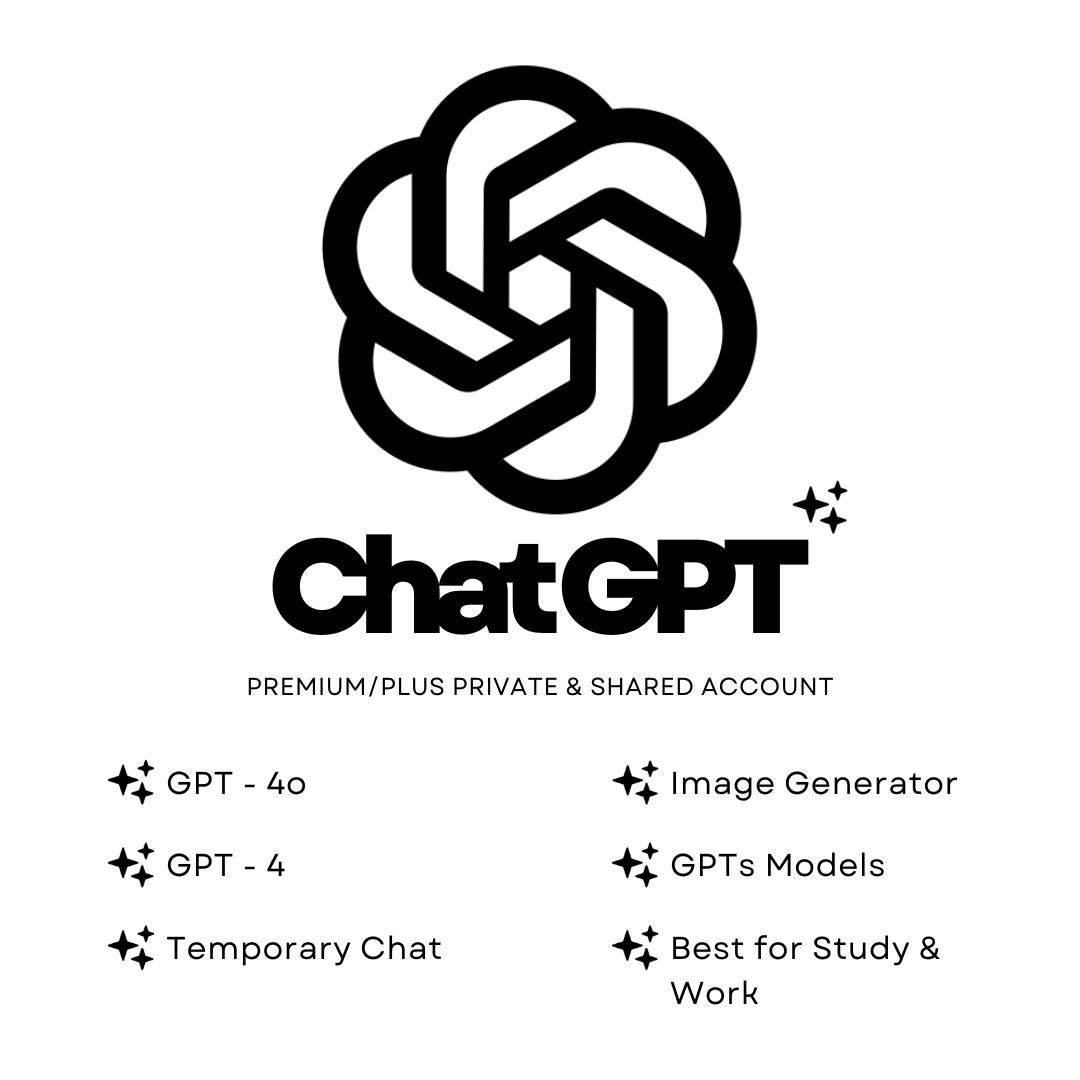 ChatGPT
PREMIUM/PLUS PRIVATE & SHARED ACCOUNT
GPT - 4o
GPT - 4
Temporary Chat
Image Generator
GPTs Models
Best for Study &
Work